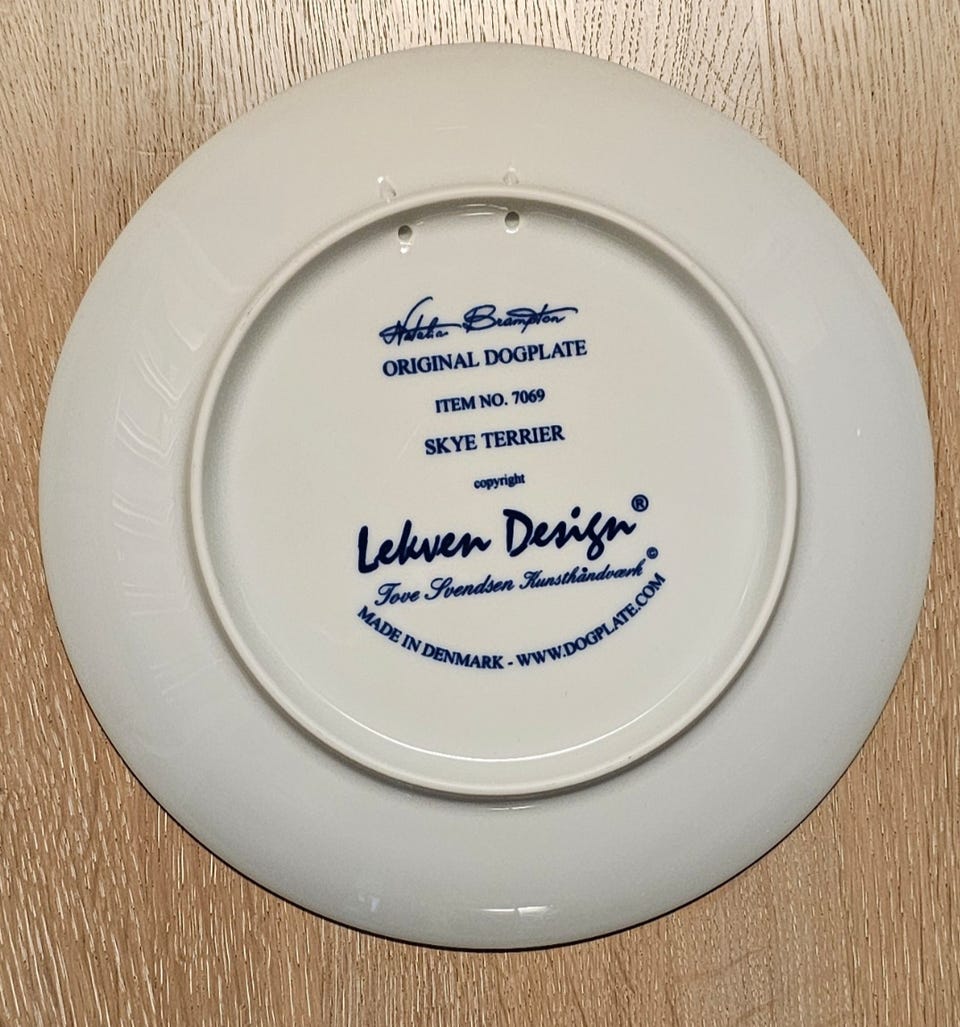 Natalia Brampton
ORIGINAL DOGPLATE
ITEM NO. 7069
SKYE TERRIER
copyright
Lekven Design®
Tove Svendsen Kunsthåndværk©
MADE IN DENMARK - WWW.DOGPLATE.COM